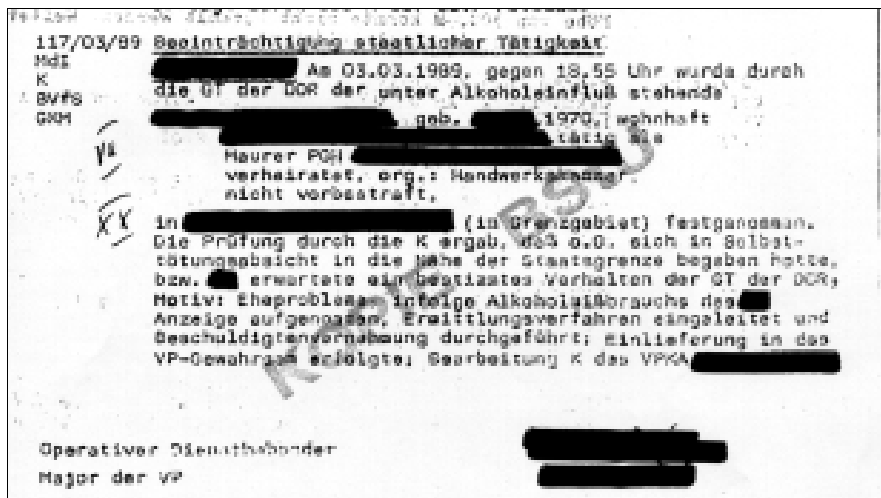 117/03/89 Beeinträchtigung staatlicher Tätigkeit
MdI
Am 03.03.1989, gegen 18.55 Uhr wurde durch
K
die GT der DDR der unter Alkoholeinfluß stehende
BVfS
GKM
, geb. .1970, wohnhaft
tätig als
Maurer PGH
verheiratet, org.: Handwerkskammer,
nicht vorbestraft,
XX
in (im Grenzgebiet) festgenommen.
Die Prüfung durch die K ergab, daß o.G. sich in Selbst-
tötungsabsicht in die Nähe der Staatsgrenze begeben hatte,
bzw. erwartete ein bestimmtes Verhalten der GT der DDR;
Motiv: Eheprobleme infolge Alkoholmißbrauchs des
Anzeige aufgenommen, Ermittlungsverfahren eingeleitet und
Beschuldigtenvernehmung durchgeführt; Einlieferung in das
VP-Gewahrsam erfolgte; Bearbeitung K des VPKA
KOPIE BSTU
Operativer Diensthabender
Major der VP